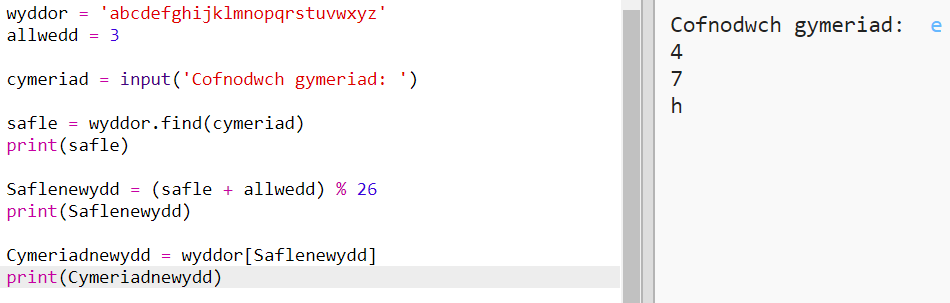 wyddor = 'abcdefghijklmnopqrstuvwxyz'
allwedd = 3
cymeriad = input('Cofnodwch gymeriad: ')
safle = wyddor.find(cymeriad)
print(safle)
Saflenewydd = (safle + allwedd) % 26
print(Saflenewydd)
Cymeriadnewydd = wyddor[Saflenewydd]
print(Cymeriadnewydd)
Cofnodwch gymeriad:  e
4
7
h